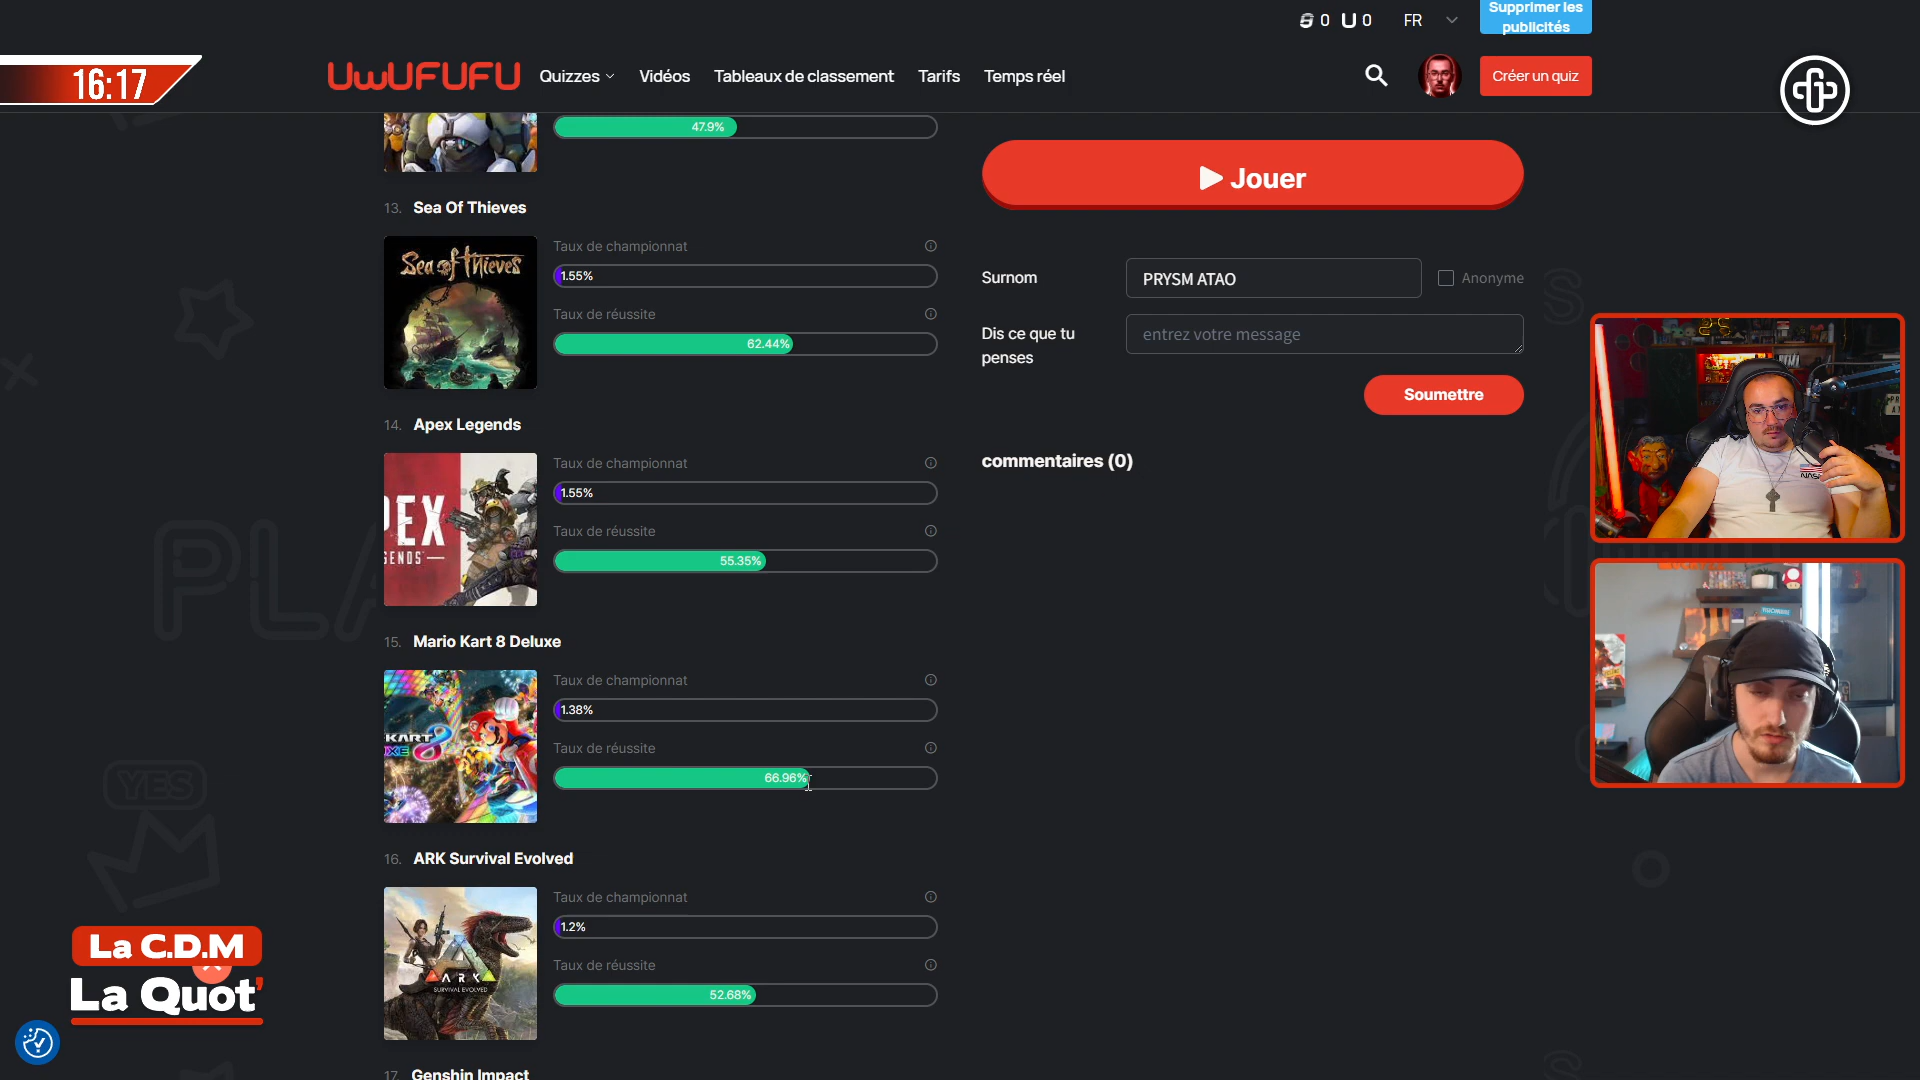 0 0 FR
Supprimer les
publicités
16:17
UwUFUFU
Quizzes Vidéos Tableaux de classement Tarifs Temps réel
Créer un quiz
47.9%
13. Sea Of Thieves
Sea of Thieves
Taux de championnat
1.55%
Taux de réussite
62.44%
14. Apex Legends
Taux de championnat
1.55%
Taux de réussite
55.35%
15. Mario Kart 8 Deluxe
Taux de championnat
1.38%
Taux de réussite
66.96%
16. ARK Survival Evolved
ARK
SURVIVAL EVOLVED
Taux de championnat
1.2%
Taux de réussite
52.68%
17. Genshin Impact
Jouer
Surnom
PRYSM ATAO
Anonyme
Dis ce que tu
penses
entrez votre message
Soumettre
commentaires (0)
YES
La C.D.M
La Quot'
NASA